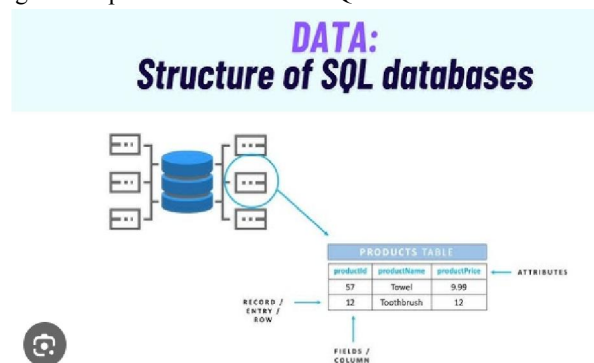 DATA:
Structure of SQL databases
PRODUCTS TABLE
productId productName productPrice
ATTRIBUTES
57 Towel 9.99
RECORD /
ENTRY /
ROW
12 Toothbrush 12
FIELDS /
COLUMN